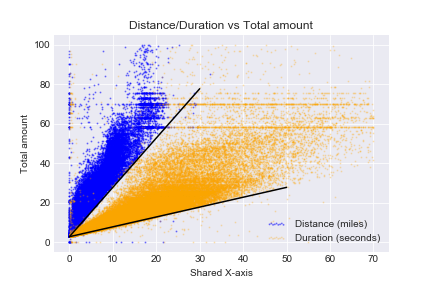 Distance/Duration vs Total amount
100
80
60
40
20
0
Total amount
0 10 20 30 40 50 60 70
Shared X-axis
Distance (miles)
Duration (seconds)